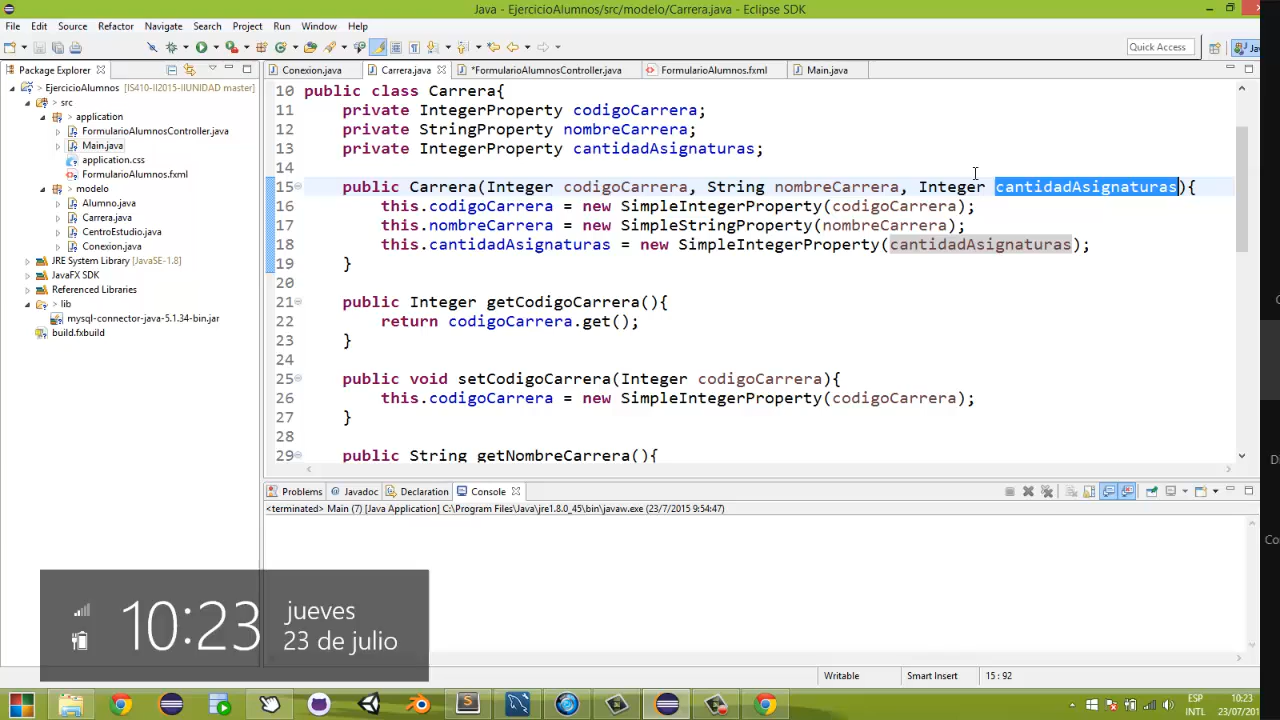 Java - EjercicioAlumnos/src/modelo/Carrera.java - Eclipse SDK
File Edit Source Refactor Navigate Search Project Run Window Help
Quick Access
Package Explorer
Conexion.java Carrera.java *FormularioAlumnosController.java FormularioAlumnos.fxml Main.java
> EjercicioAlumnos [IS410-II2015-IIUNIDAD master]
> src
> application
FormularioAlumnosController.java
Main.java
application.css
FormularioAlumnos.fxml
> modelo
Alumno.java
Carrera.java
CentroEstudio.java
Conexion.java
JRE System Library [JavaSE-1.8]
JavaFX SDK
Referenced Libraries
> lib
mysql-connector-java-5.1.34-bin.jar
build.fxbuild
10 public class Carrera{
11 private IntegerProperty codigoCarrera;
12 private StringProperty nombreCarrera;
13 private IntegerProperty cantidadAsignaturas;
14
15 public Carrera(Integer codigoCarrera, String nombreCarrera, Integer cantidadAsignaturas){
16 this.codigoCarrera = new SimpleIntegerProperty(codigoCarrera);
17 this.nombreCarrera = new SimpleStringProperty(nombreCarrera);
18 this.cantidadAsignaturas = new SimpleIntegerProperty(cantidadAsignaturas);
19 }
20
21 public Integer getCodigoCarrera(){
22 return codigoCarrera.get();
23 }
24
25 public void setCodigoCarrera(Integer codigoCarrera){
26 this.codigoCarrera = new SimpleIntegerProperty(codigoCarrera);
27 }
28
29 public String getNombreCarrera(){
Problems Javadoc Declaration Console
<terminated> Main (7) [Java Application] C:\Program Files\Java\jre1.8.0_45\bin\javaw.exe (23/7/2015 9:54:47)
10:23
jueves
23 de julio
Writable Smart Insert 15 : 92
ESP
INTL
10:23
23/07/201